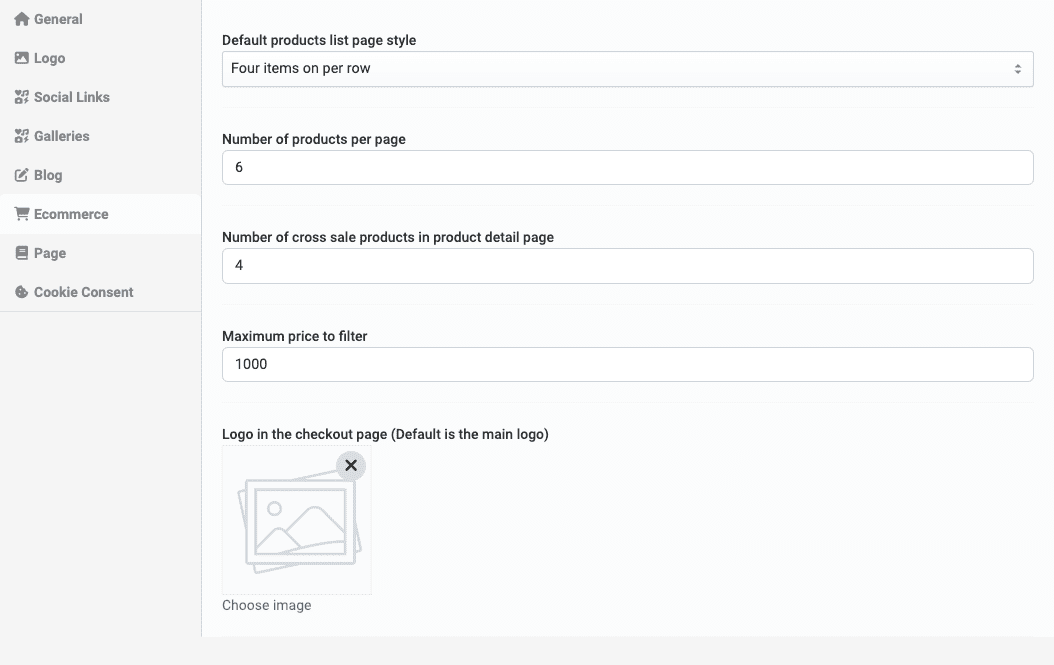 General
Logo
Social Links
Galleries
Blog
Ecommerce
Page
Cookie Consent
Default products list page style
Four items on per row
Number of products per page
6
Number of cross sale products in product detail page
4
Maximum price to filter
1000
Logo in the checkout page (Default is the main logo)
Choose image